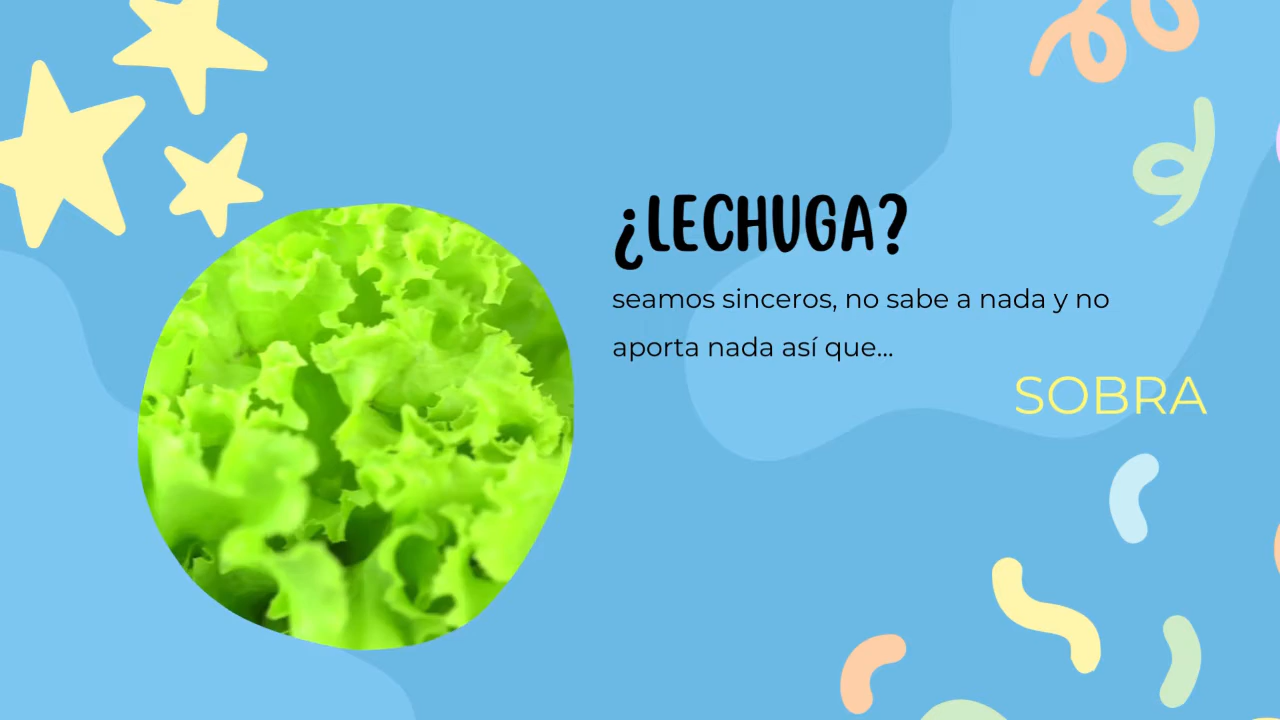 ¿LECHUGA?
seamos sinceros, no sabe a nada y no
aporta nada así que...
SOBRA